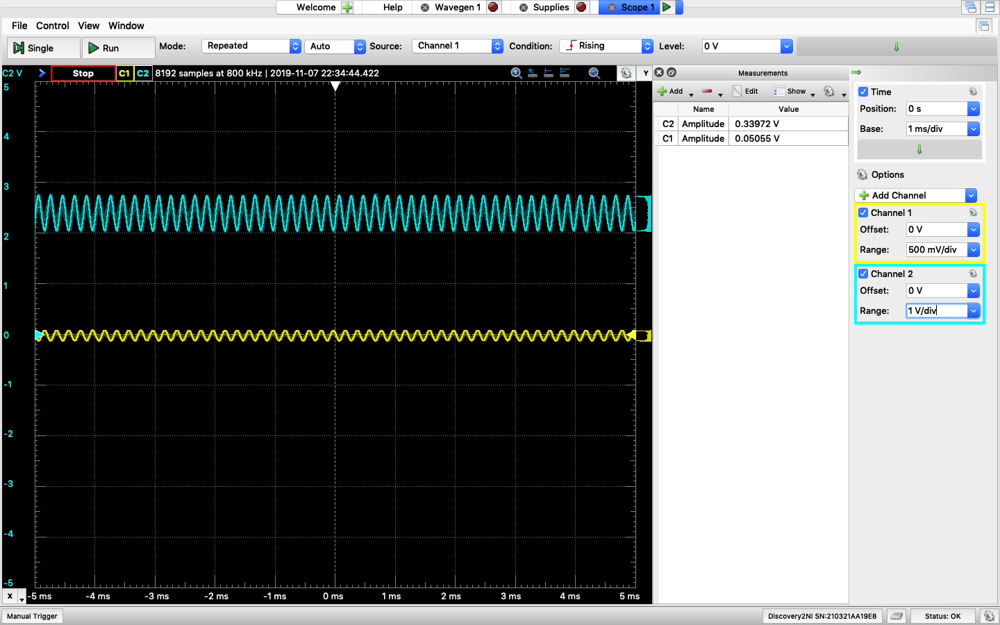 Welcome Help Wavegen 1 Supplies Scope 1
File Control View Window
Single Run Mode: Repeated Auto Source: Channel 1 Condition: Rising Level: 0 V
C2 V Stop C1 C2 8192 samples at 800 kHz | 2019-11-07 22:34:44.422 Y
5
4
3
2
1
0
-1
-2
-3
-4
-5
X -5 ms -4 ms -3 ms -2 ms -1 ms 0 ms 1 ms 2 ms 3 ms 4 ms 5 ms
Measurements
Add Edit Show
Name Value
C2 Amplitude 0.33972 V
C1 Amplitude 0.05055 V
Time
Position: 0 s
Base: 1 ms/div
Options
Add Channel
Channel 1
Offset: 0 V
Range: 500 mV/div
Channel 2
Offset: 0 V
Range: 1 V/div
Manual Trigger Discovery2NI SN:210321AA19E8 Status: OK